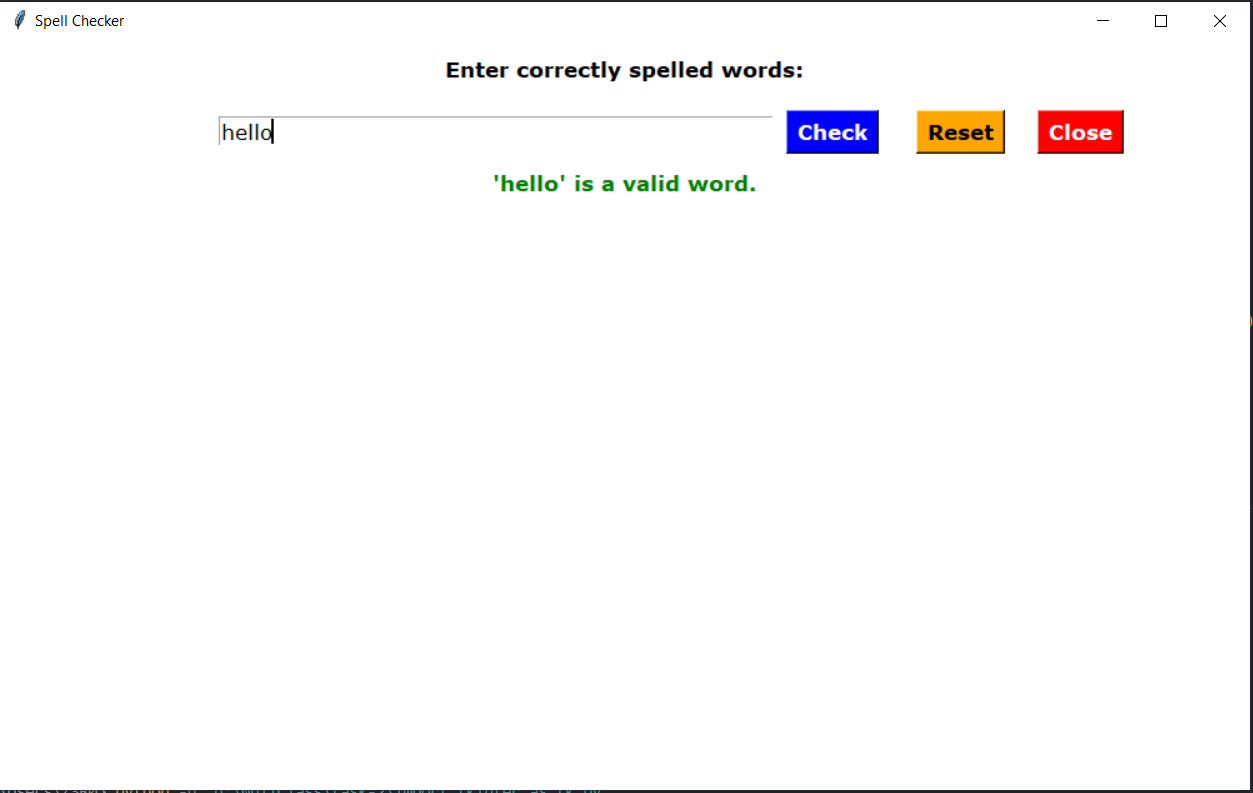 Spell Checker
Enter correctly spelled words:
hello Check Reset Close
'hello' is a valid word.